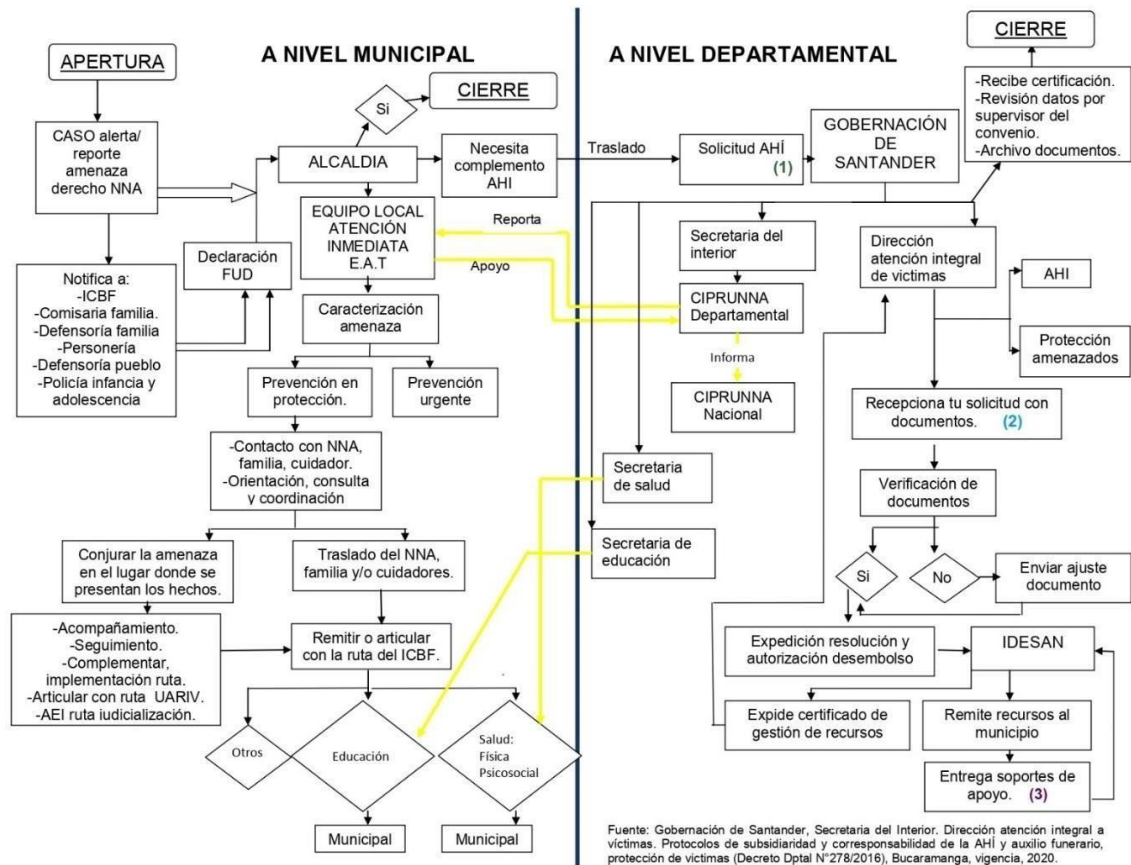 APERTURA
A NIVEL MUNICIPAL
CIERRE
Si
CASO alerta/
reporte
amenaza
derecho NNA
ALCALDIA
Necesita
complemento
AHI
EQUIPO LOCAL
ATENCIÓN
INMEDIATA
E.A.T
Declaración
FUD
Notifica a:
-ICBF
-Comisaria familia.
-Defensoría familia
-Personería
-Defensoría pueblo
-Policía infancia y
adolescencia
Caracterización
amenaza
Prevención en
protección.
Prevención
urgente
-Contacto con NNA,
familia, cuidador.
-Orientación, consulta
y coordinación
Conjurar la amenaza
en el lugar donde se
presentan los hechos.
Traslado del NNA,
familia y/o cuidadores.
-Acompañamiento.
-Seguimiento.
-Complementar,
implementación ruta.
-Articular con ruta UARIV.
-AEI ruta iudicialización.
Remitir o articular
con la ruta del ICBF.
Otros
Educación
Salud:
Física
Psicosocial
Municipal
Municipal
A NIVEL DEPARTAMENTAL
CIERRE
-Recibe certificación.
-Revisión datos por
supervisor del
convenio.
-Archivo documentos.
Traslado
Solicitud AHÍ
(1)
GOBERNACIÓN
DE
SANTANDER
Reporta
Apoyo
Secretaria del
interior
Dirección
atención integral
de victimas
AHI
CIPRUNNA
Departamental
Protección
amenazados
Informa
CIPRUNNA
Nacional
Recepciona tu solicitud con
documentos. (2)
Secretaria
de salud
Verificación de
documentos
Secretaria de
educación
Si
No
Enviar ajuste
documento
Expedición resolución y
autorización desembolso
IDESAN
Expide certificado de
gestión de recursos
Remite recursos al
municipio
Entrega soportes de
apoyo. (3)
Fuente: Gobernación de Santander, Secretaria del Interior. Dirección atención integral a
víctimas. Protocolos de subsidiaridad y corresponsabilidad de la AHÍ y auxilio funerario,
protección de victimas (Decreto Dptal N°278/2016), Bucaramanga, vigencia, 2020.